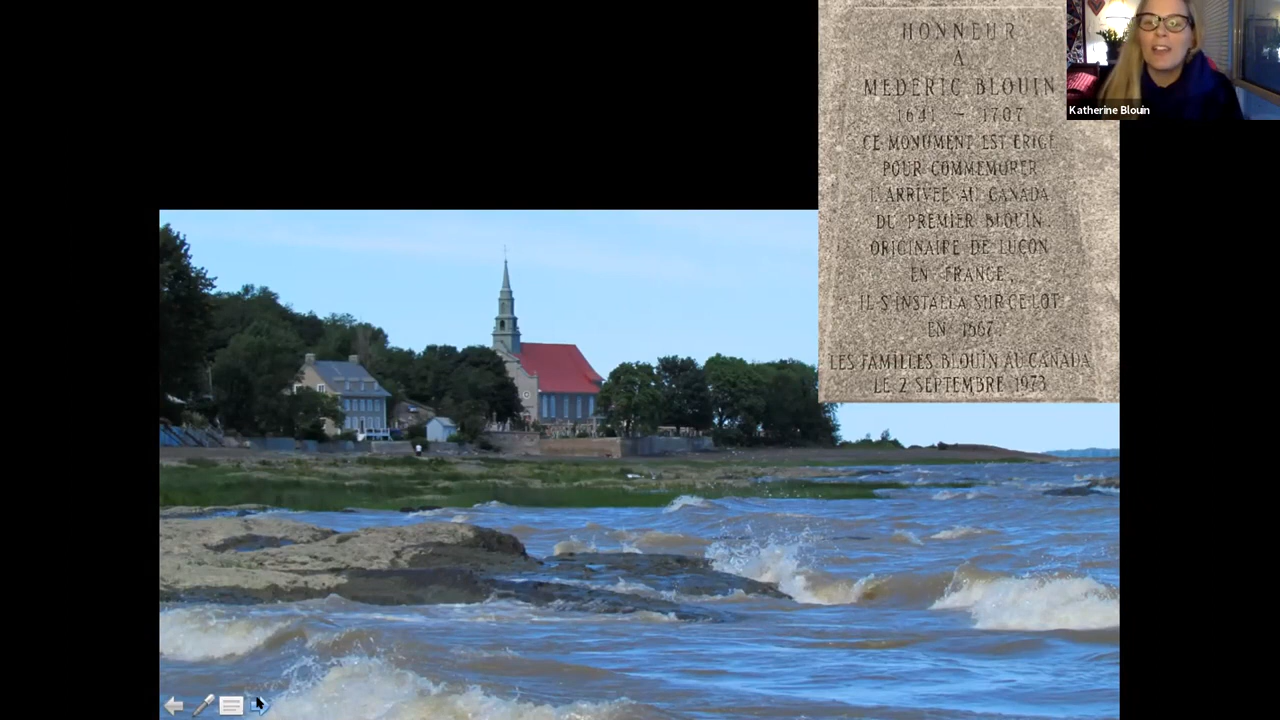 HONNEUR
A
MEDERIC BLOUIN
1641 - 1707
CE MONUMENT EST ERIGE
POUR COMMEMORER
L'ARRIVEE AU CANADA
DU PREMIER BLOUIN
ORIGINAIRE DE LUÇON
EN FRANCE,
IL S'INSTALLA SUR CE LOT
EN 1667.
LES FAMILLES BLOUIN AU CANADA
LE 2 SEPTEMBRE 1973
Katherine Blouin